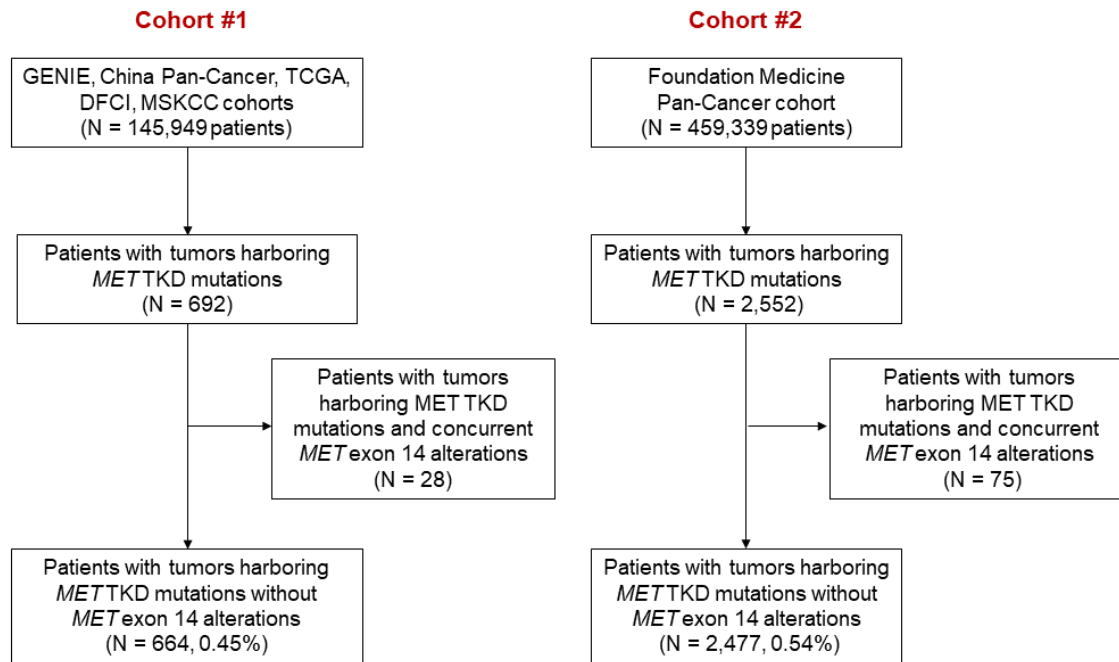 Cohort #1
GENIE, China Pan-Cancer, TCGA,
DFCI, MSKCC cohorts
(N = 145,949 patients)
Patients with tumors harboring
MET TKD mutations
(N = 692)
Patients with tumors
harboring MET TKD
mutations and concurrent
MET exon 14 alterations
(N = 28)
Patients with tumors harboring
MET TKD mutations without
MET exon 14 alterations
(N = 664, 0.45%)
Cohort #2
Foundation Medicine
Pan-Cancer cohort
(N = 459,339 patients)
Patients with tumors harboring
MET TKD mutations
(N = 2,552)
Patients with tumors
harboring MET TKD
mutations and concurrent
MET exon 14 alterations
(N = 75)
Patients with tumors harboring
MET TKD mutations without
MET exon 14 alterations
(N = 2,477, 0.54%)